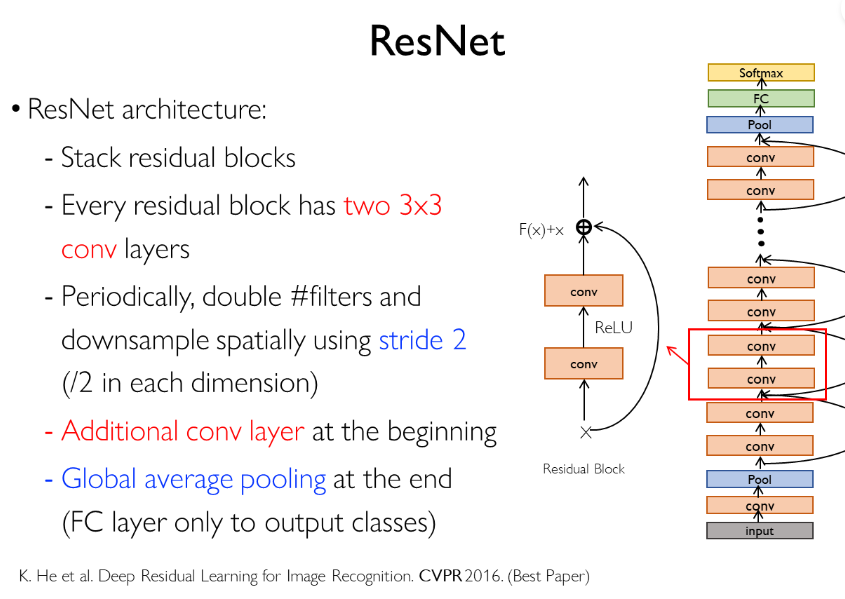 ResNet
• ResNet architecture:
- Stack residual blocks
- Every residual block has two 3x3
conv layers
- Periodically, double #filters and
downsample spatially using stride 2
(/2 in each dimension)
- Additional conv layer at the beginning
- Global average pooling at the end
(FC layer only to output classes)
F(x)+x
conv
ReLU
conv
X
Residual Block
Softmax
FC
Pool
conv
conv
conv
conv
conv
conv
conv
conv
Pool
conv
input
K. He et al. Deep Residual Learning for Image Recognition. CVPR 2016. (Best Paper)